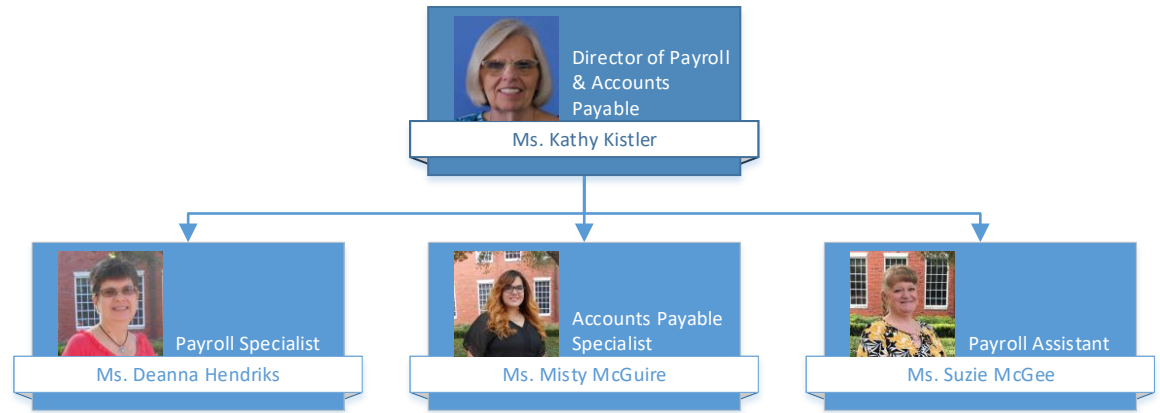 Director of Payroll
& Accounts
Payable
Ms. Kathy Kistler
Payroll Specialist
Ms. Deanna Hendriks
Accounts Payable
Specialist
Ms. Misty McGuire
Payroll Assistant
Ms. Suzie McGee